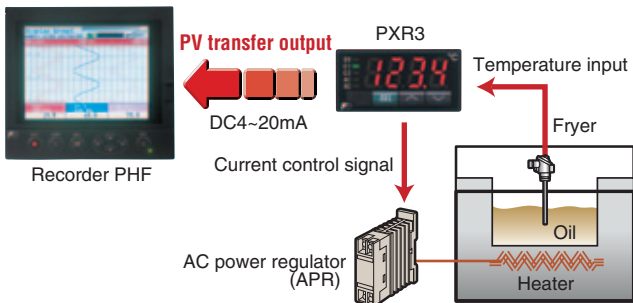 PXR3
PV transfer output
123.4
°C
SEL
Temperature input
DC4~20mA
Fryer
Recorder PHF
Current control signal
Oil
AC power regulator
(APR)
Heater